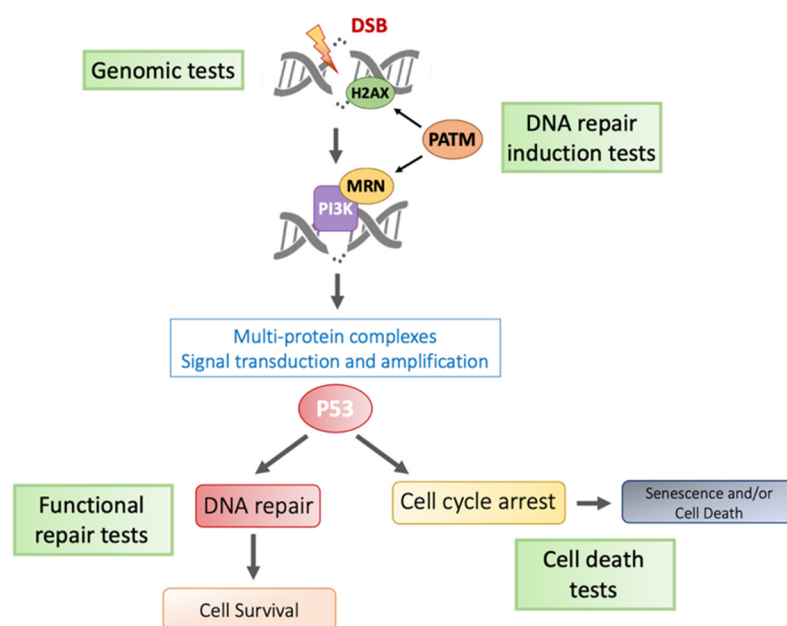 DSB
Genomic tests
H2AX
PATM
DNA repair
induction tests
MRN
PI3K
Multi-protein complexes
Signal transduction and amplification
P53
Functional
repair tests
DNA repair
Cell cycle arrest
Senescence and/or
Cell Death
Cell death
tests
Cell Survival